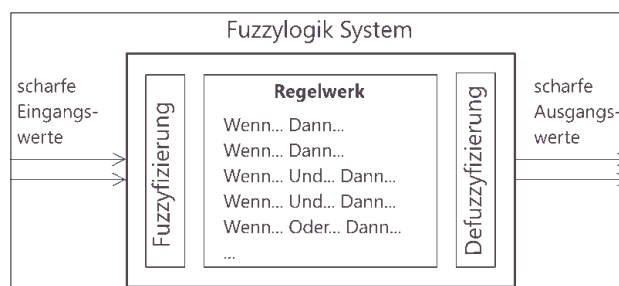 Fuzzylogik System
scharfe
Eingangs-
werte
Fuzzyfizierung
Regelwerk
Wenn... Dann...
Wenn... Dann...
Wenn... Und... Dann...
Wenn... Und... Dann...
Wenn... Oder... Dann...
...
Defuzzyfizierung
scharfe
Ausgangs-
werte